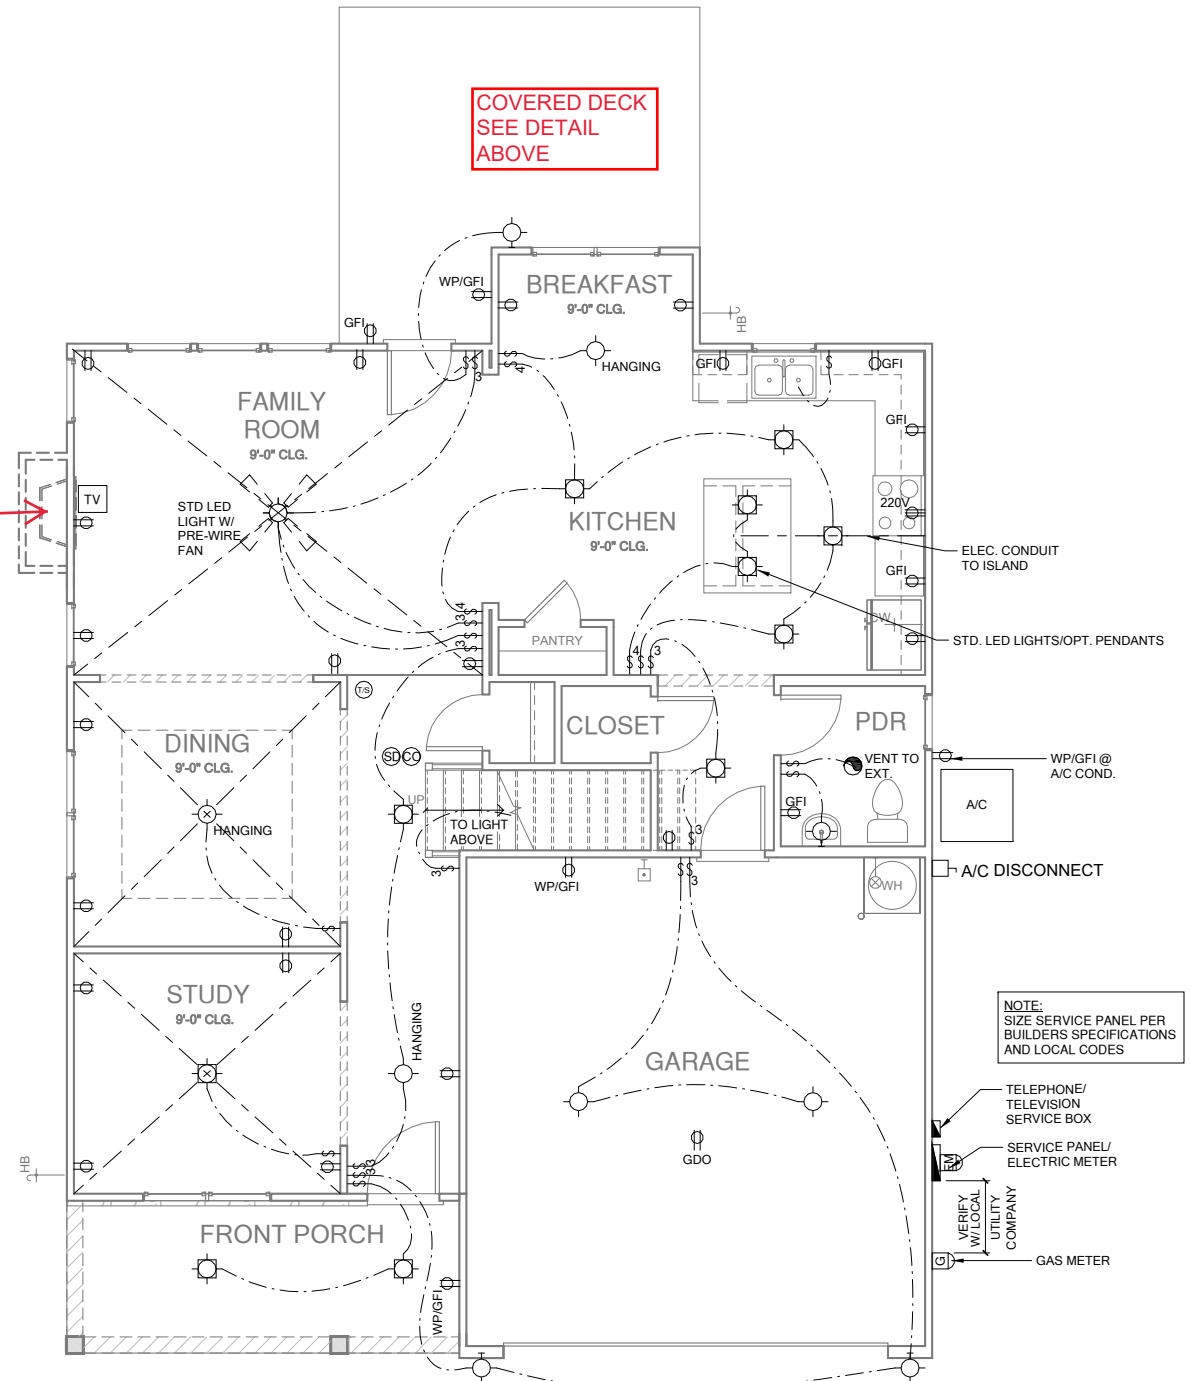 COVERED DECK
SEE DETAIL
ABOVE
WP/GFI
BREAKFAST
9'-0" CLG.
HB
GFI
HANGING
GFI
GFI
FAMILY
ROOM
9'-0" CLG.
GFI
TV
STD LED
LIGHT W/
PRE-WIRE
FAN
220V
KITCHEN
9'-0" CLG.
ELEC. CONDUIT
TO ISLAND
GFI
DW
STD. LED LIGHTS/OPT. PENDANTS
PANTRY
T/S
CLOSET
PDR
DINING
9'-0" CLG.
SD
CO
VENT TO
EXT.
WP/GFI @
A/C COND.
UP
GFI
A/C
HANGING
TO LIGHT
ABOVE
WP/GFI
WH
A/C DISCONNECT
STUDY
9'-0" CLG.
HANGING
NOTE:
SIZE SERVICE PANEL PER
BUILDERS SPECIFICATIONS
AND LOCAL CODES
GARAGE
TELEPHONE/
TELEVISION
SERVICE BOX
GDO
SERVICE PANEL/
ELECTRIC METER
EM
HB
VERIFY
W/ LOCAL
UTILITY
COMPANY
FRONT PORCH
G
GAS METER
WP/GFI